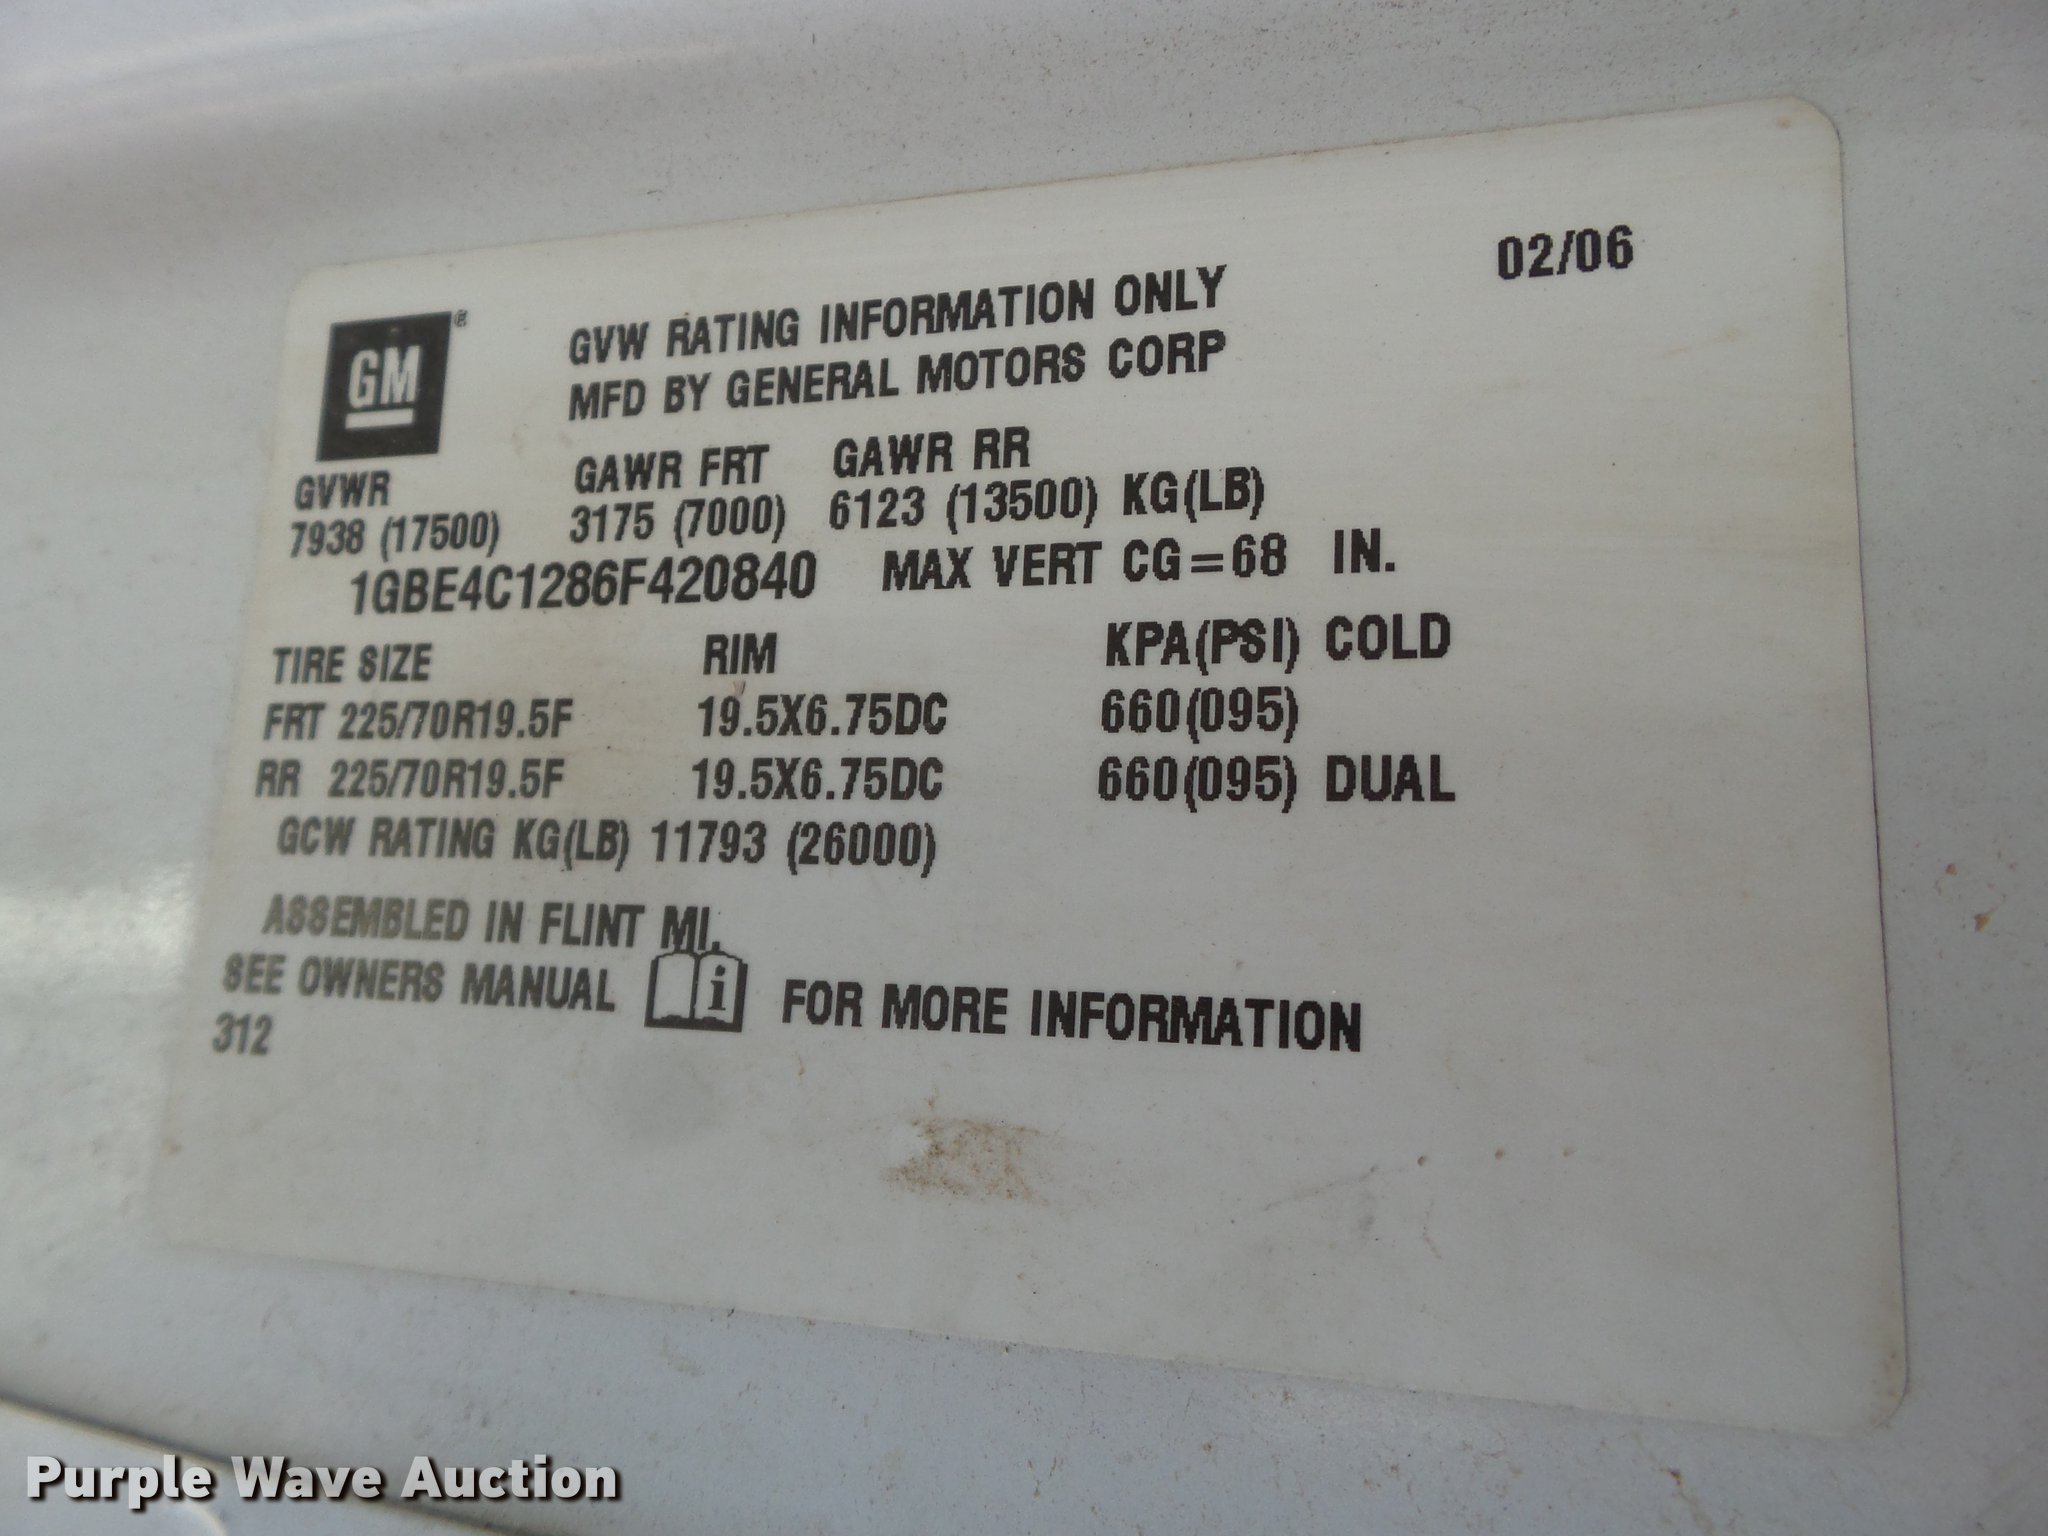 02/06
GM®
GVW RATING INFORMATION ONLY
MFD BY GENERAL MOTORS CORP
GVWR GAWR FRT GAWR RR
7938 (17500) 3175 (7000) 6123 (13500) KG(LB)
1GBE4C1286F420840 MAX VERT CG=68 IN.
TIRE SIZE RIM KPA(PSI) COLD
FRT 225/70R19.5F 19.5X6.75DC 660(095)
RR 225/70R19.5F 19.5X6.75DC 660(095) DUAL
GCW RATING KG(LB) 11793 (26000)
ASSEMBLED IN FLINT MI.
SEE OWNERS MANUAL i FOR MORE INFORMATION
312
Purple Wave Auction